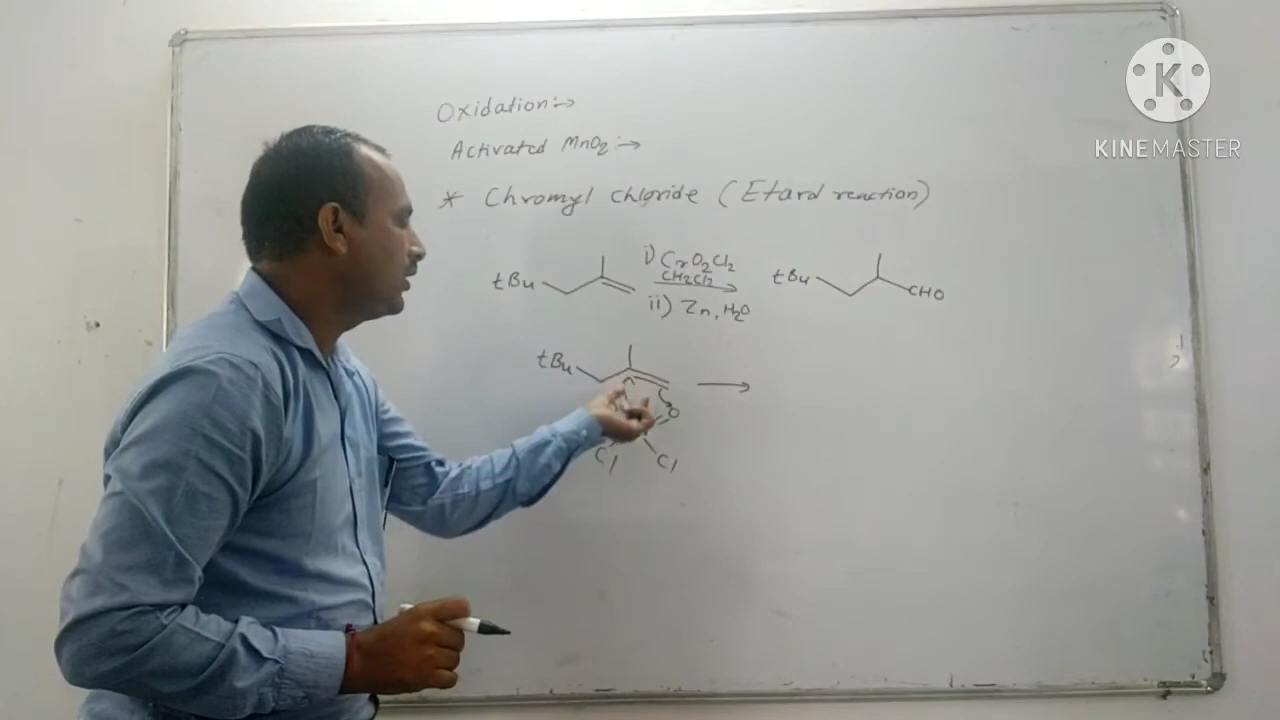 Oxidation:→
Activated MnO2:→
* Chromyl chloride (Etard reaction)
tBu
i) CrO2Cl2
CH2Cl2
ii) Zn, H2O
tBu
CHO
tBu
O
Cl
Cl
K
KINEMASTER